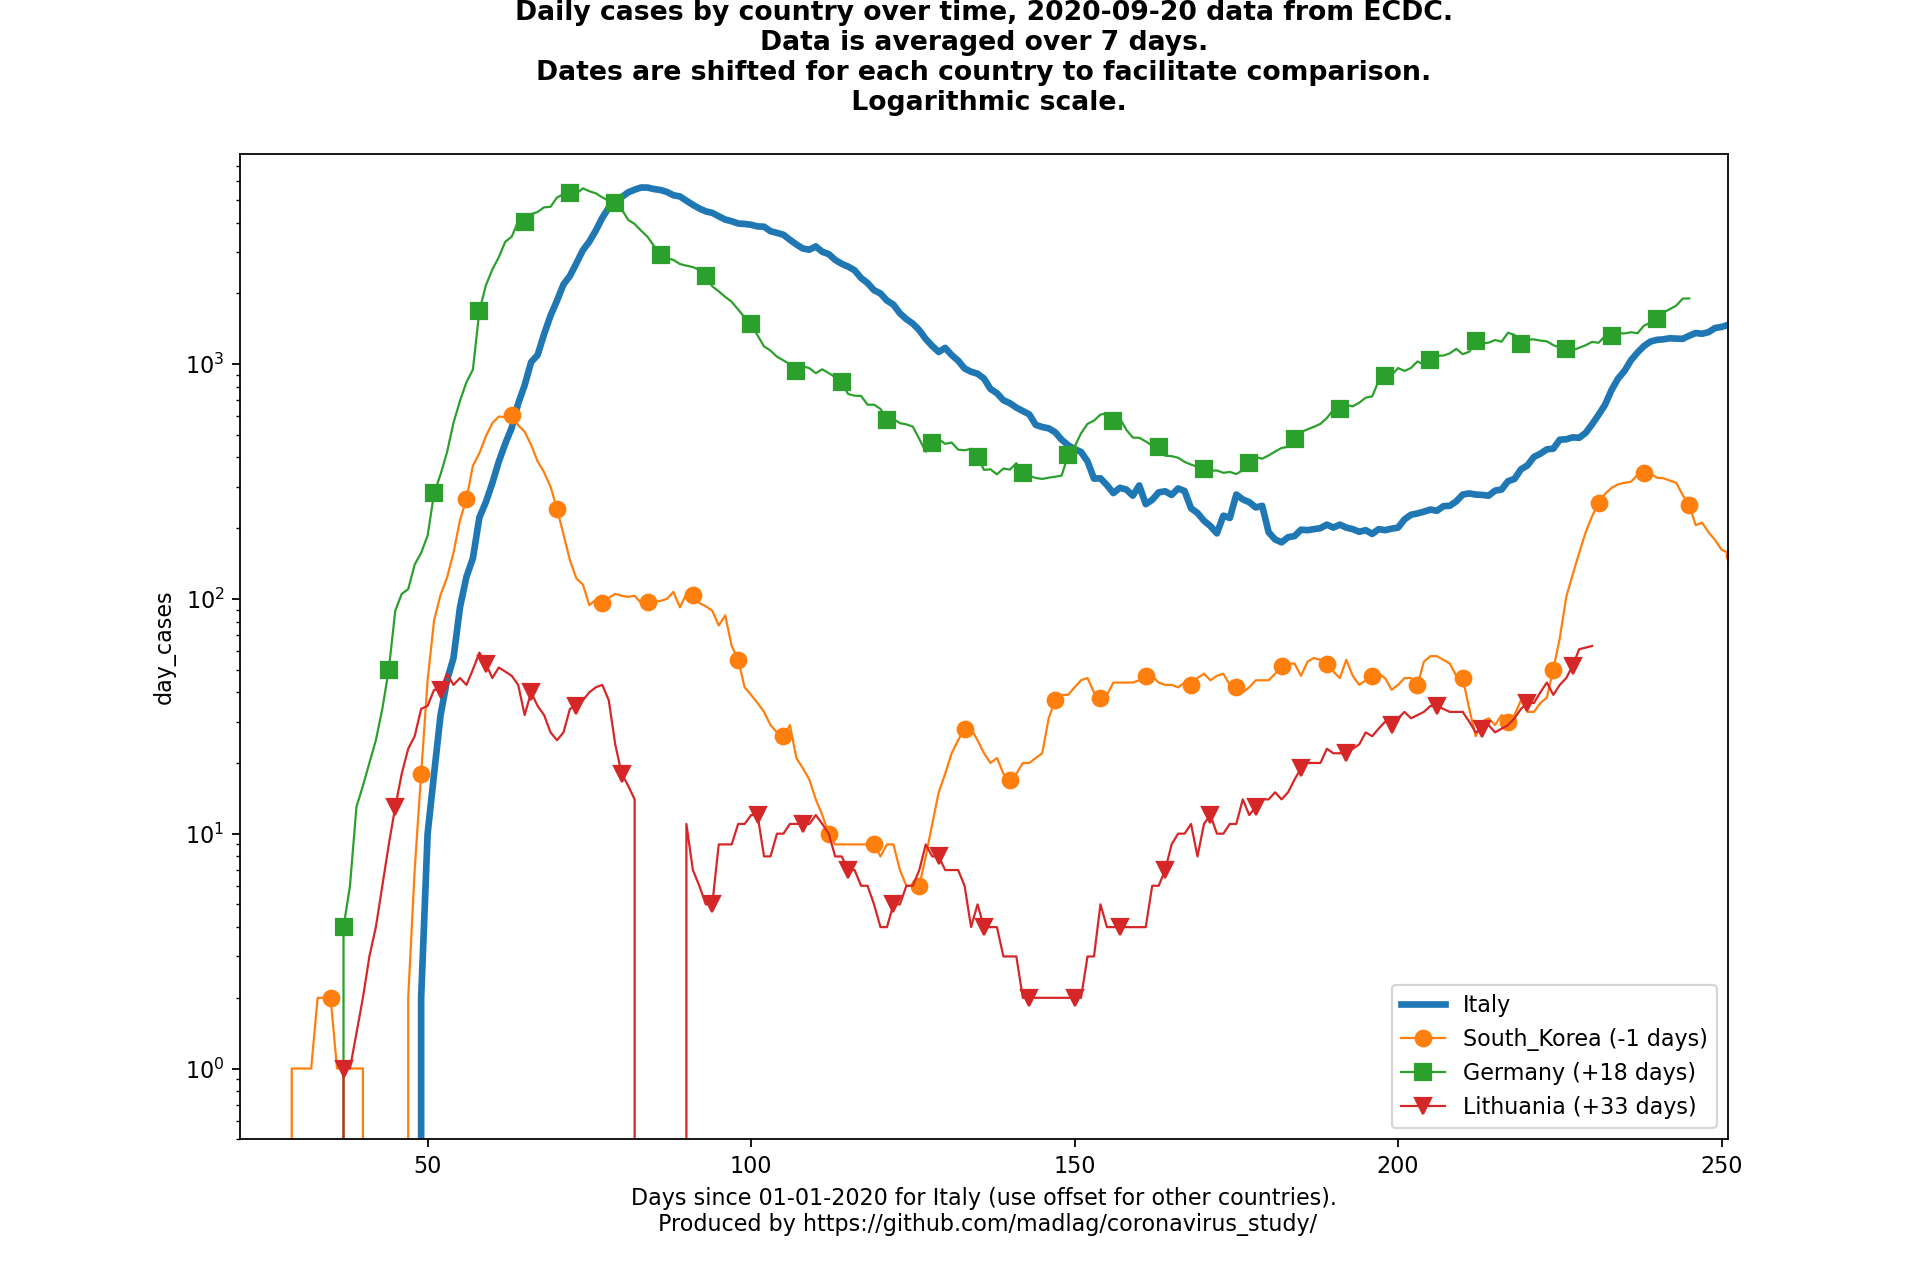 Daily cases by country over time, 2020-09-20 data from ECDC.
Data is averaged over 7 days.
Dates are shifted for each country to facilitate comparison.
Logarithmic scale.
10³
10²
10¹
10⁰
day_cases
50
100
150
200
250
Italy
South_Korea (-1 days)
Germany (+18 days)
Lithuania (+33 days)
Days since 01-01-2020 for Italy (use offset for other countries).
Produced by https://github.com/madlag/coronavirus_study/